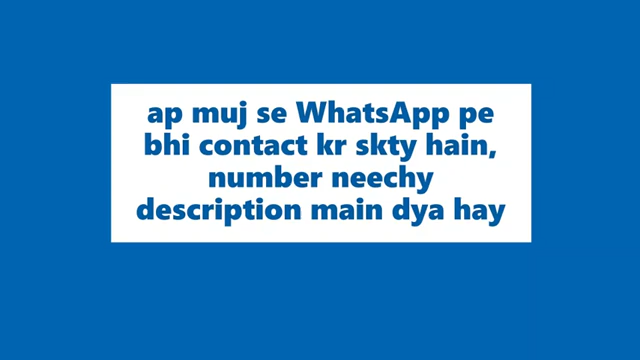 ap muj se WhatsApp pe
bhi contact kr skty hain,
number neechy
description main dya hay